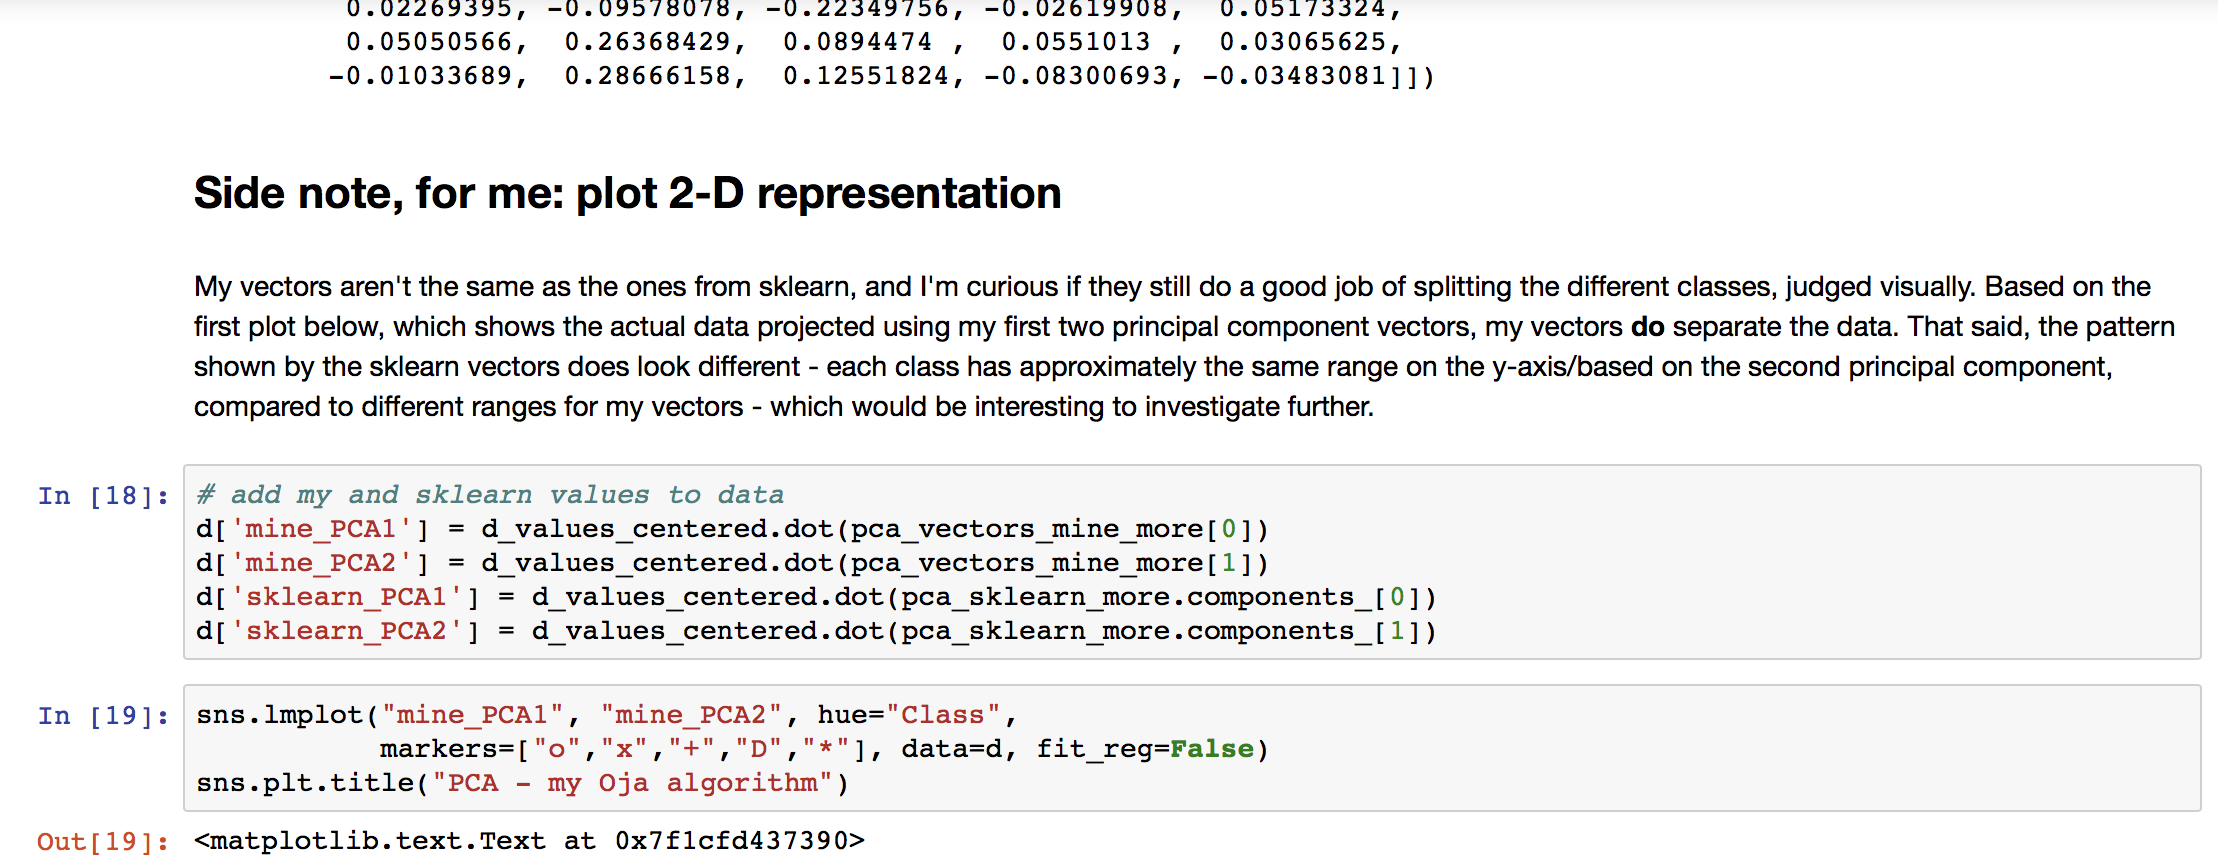 0.02269395, -0.09578078, -0.22349756, -0.02619908, 0.05173324,
0.05050566, 0.26368429, 0.0894474 , 0.0551013 , 0.03065625,
-0.01033689, 0.28666158, 0.12551824, -0.08300693, -0.03483081]])
Side note, for me: plot 2-D representation
My vectors aren't the same as the ones from sklearn, and I'm curious if they still do a good job of splitting the different classes, judged visually. Based on the
first plot below, which shows the actual data projected using my first two principal component vectors, my vectors do separate the data. That said, the pattern
shown by the sklearn vectors does look different - each class has approximately the same range on the y-axis/based on the second principal component,
compared to different ranges for my vectors - which would be interesting to investigate further.
In [18]: # add my and sklearn values to data
d['mine_PCA1'] = d_values_centered.dot(pca_vectors_mine_more[0])
d['mine_PCA2'] = d_values_centered.dot(pca_vectors_mine_more[1])
d['sklearn_PCA1'] = d_values_centered.dot(pca_sklearn_more.components_[0])
d['sklearn_PCA2'] = d_values_centered.dot(pca_sklearn_more.components_[1])
In [19]: sns.lmplot("mine_PCA1", "mine_PCA2", hue="Class",
markers=["o","x","+","D","*"], data=d, fit_reg=False)
sns.plt.title("PCA - my Oja algorithm")
Out[19]: <matplotlib.text.Text at 0x7f1cfd437390>